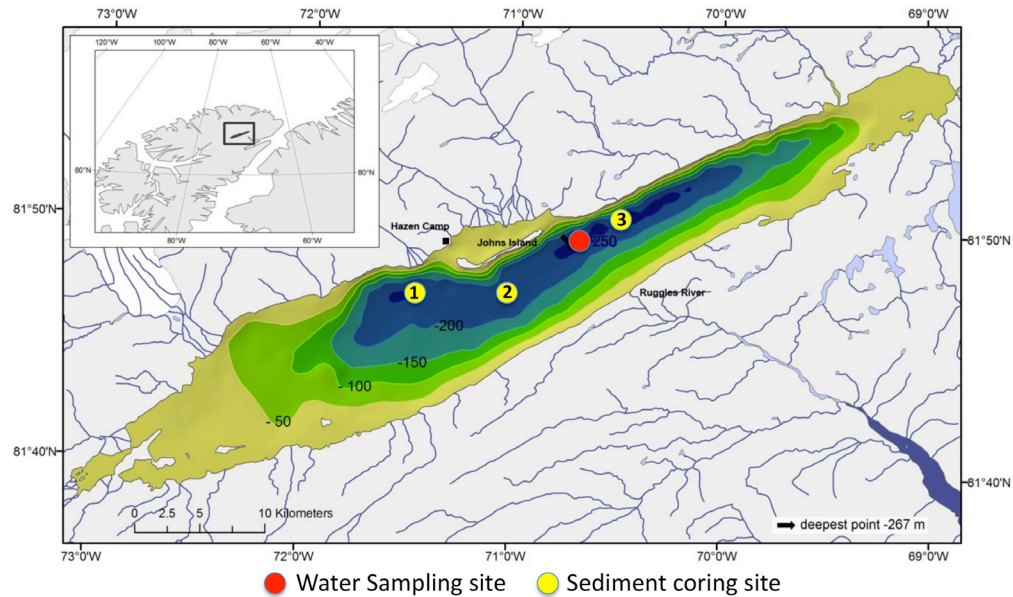 73°0'W 72°0'W 71°0'W 70°0'W 69°0'W
120°W 100°W 80°W 60°W 40°W
80°N 80°N
80°W 60°W
81°50'N 81°50'N
Hazen Camp
Johns Island
3
-250
1 2
Ruggles River
-200
-150
- 100
- 50
81°40'N 81°40'N
0 2.5 5 10 Kilometers
deepest point -267 m
73°0'W 72°0'W 71°0'W 70°0'W 69°0'W
Water Sampling site Sediment coring site